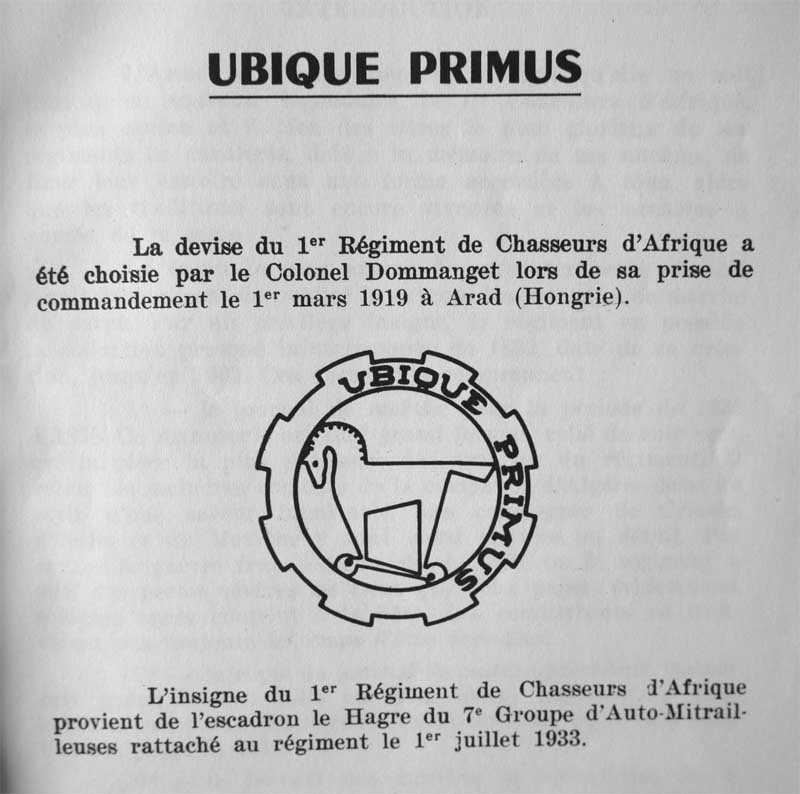 UBIQUE PRIMUS
La devise du 1er Régiment de Chasseurs d'Afrique a
été choisie par le Colonel Dommanget lors de sa prise de
commandement le 1er mars 1919 à Arad (Hongrie).
UBIQUE PRIMUS
L'insigne du 1er Régiment de Chasseurs d'Afrique
provient de l'escadron le Hagre du 7e Groupe d'Auto-Mitrail-
leuses rattaché au régiment le 1er juillet 1933.